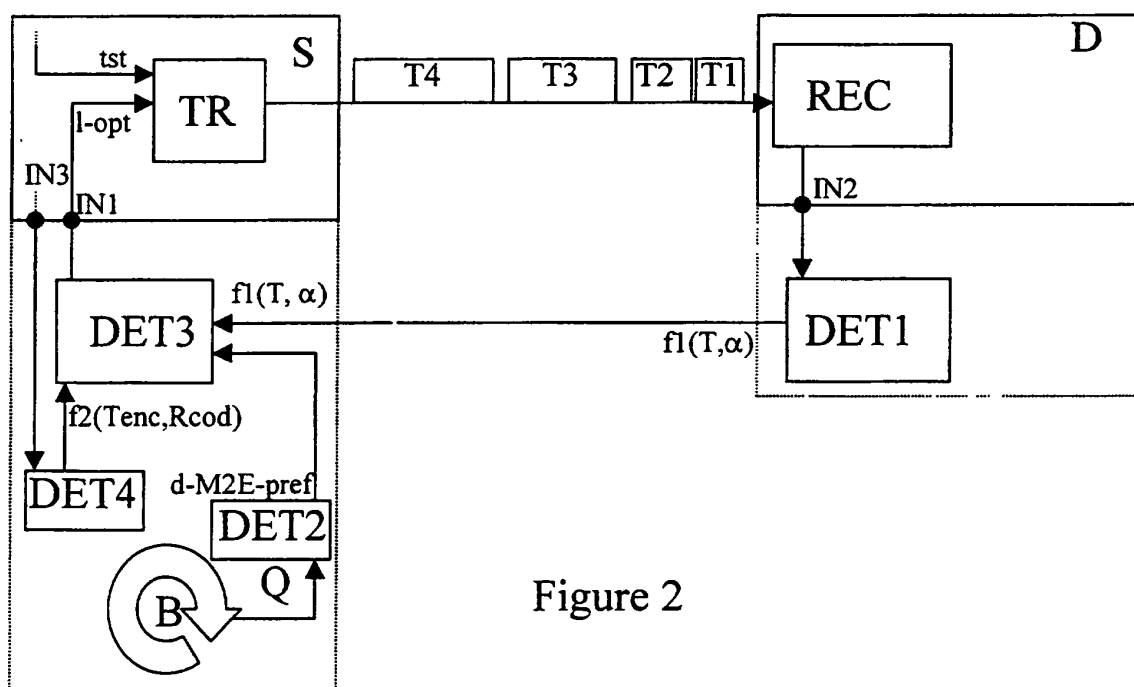 S
D
tst
TR
T4
T3
T2
T1
REC
l-opt
IN3
IN1
IN2
DET3
f1(T, α)
f1(T,α)
DET1
f2(Tenc,Rcod)
DET4
d-M2E-pref
DET2
B
Q
Figure 2